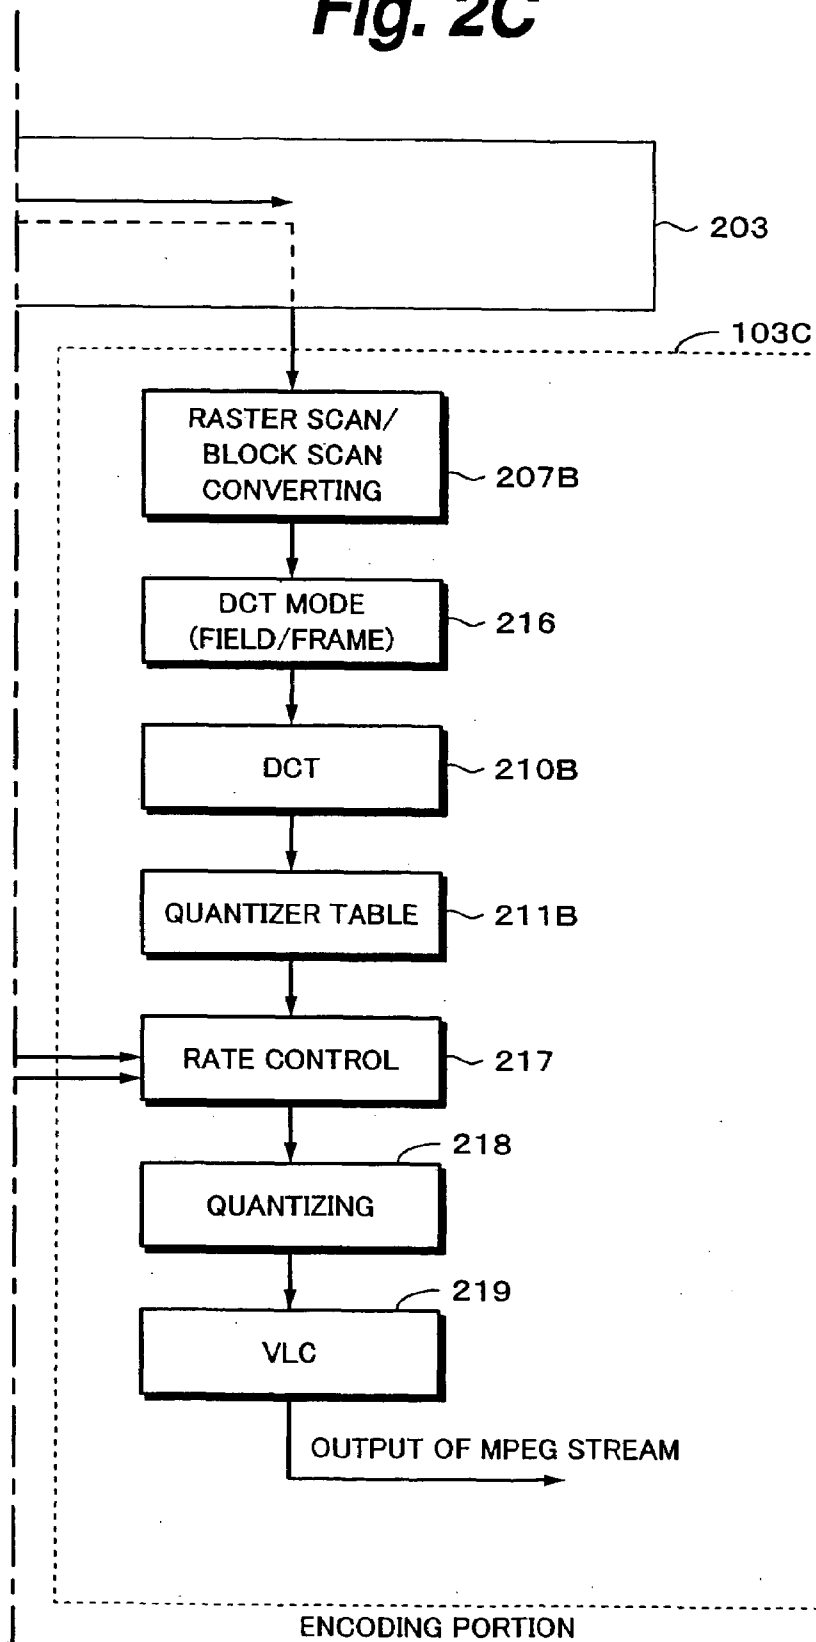 Fig. 2C
203
103C
RASTER SCAN/
BLOCK SCAN
CONVERTING
207B
DCT MODE
(FIELD/FRAME)
216
DCT
210B
QUANTIZER TABLE
211B
RATE CONTROL
217
218
QUANTIZING
219
VLC
OUTPUT OF MPEG STREAM
ENCODING PORTION